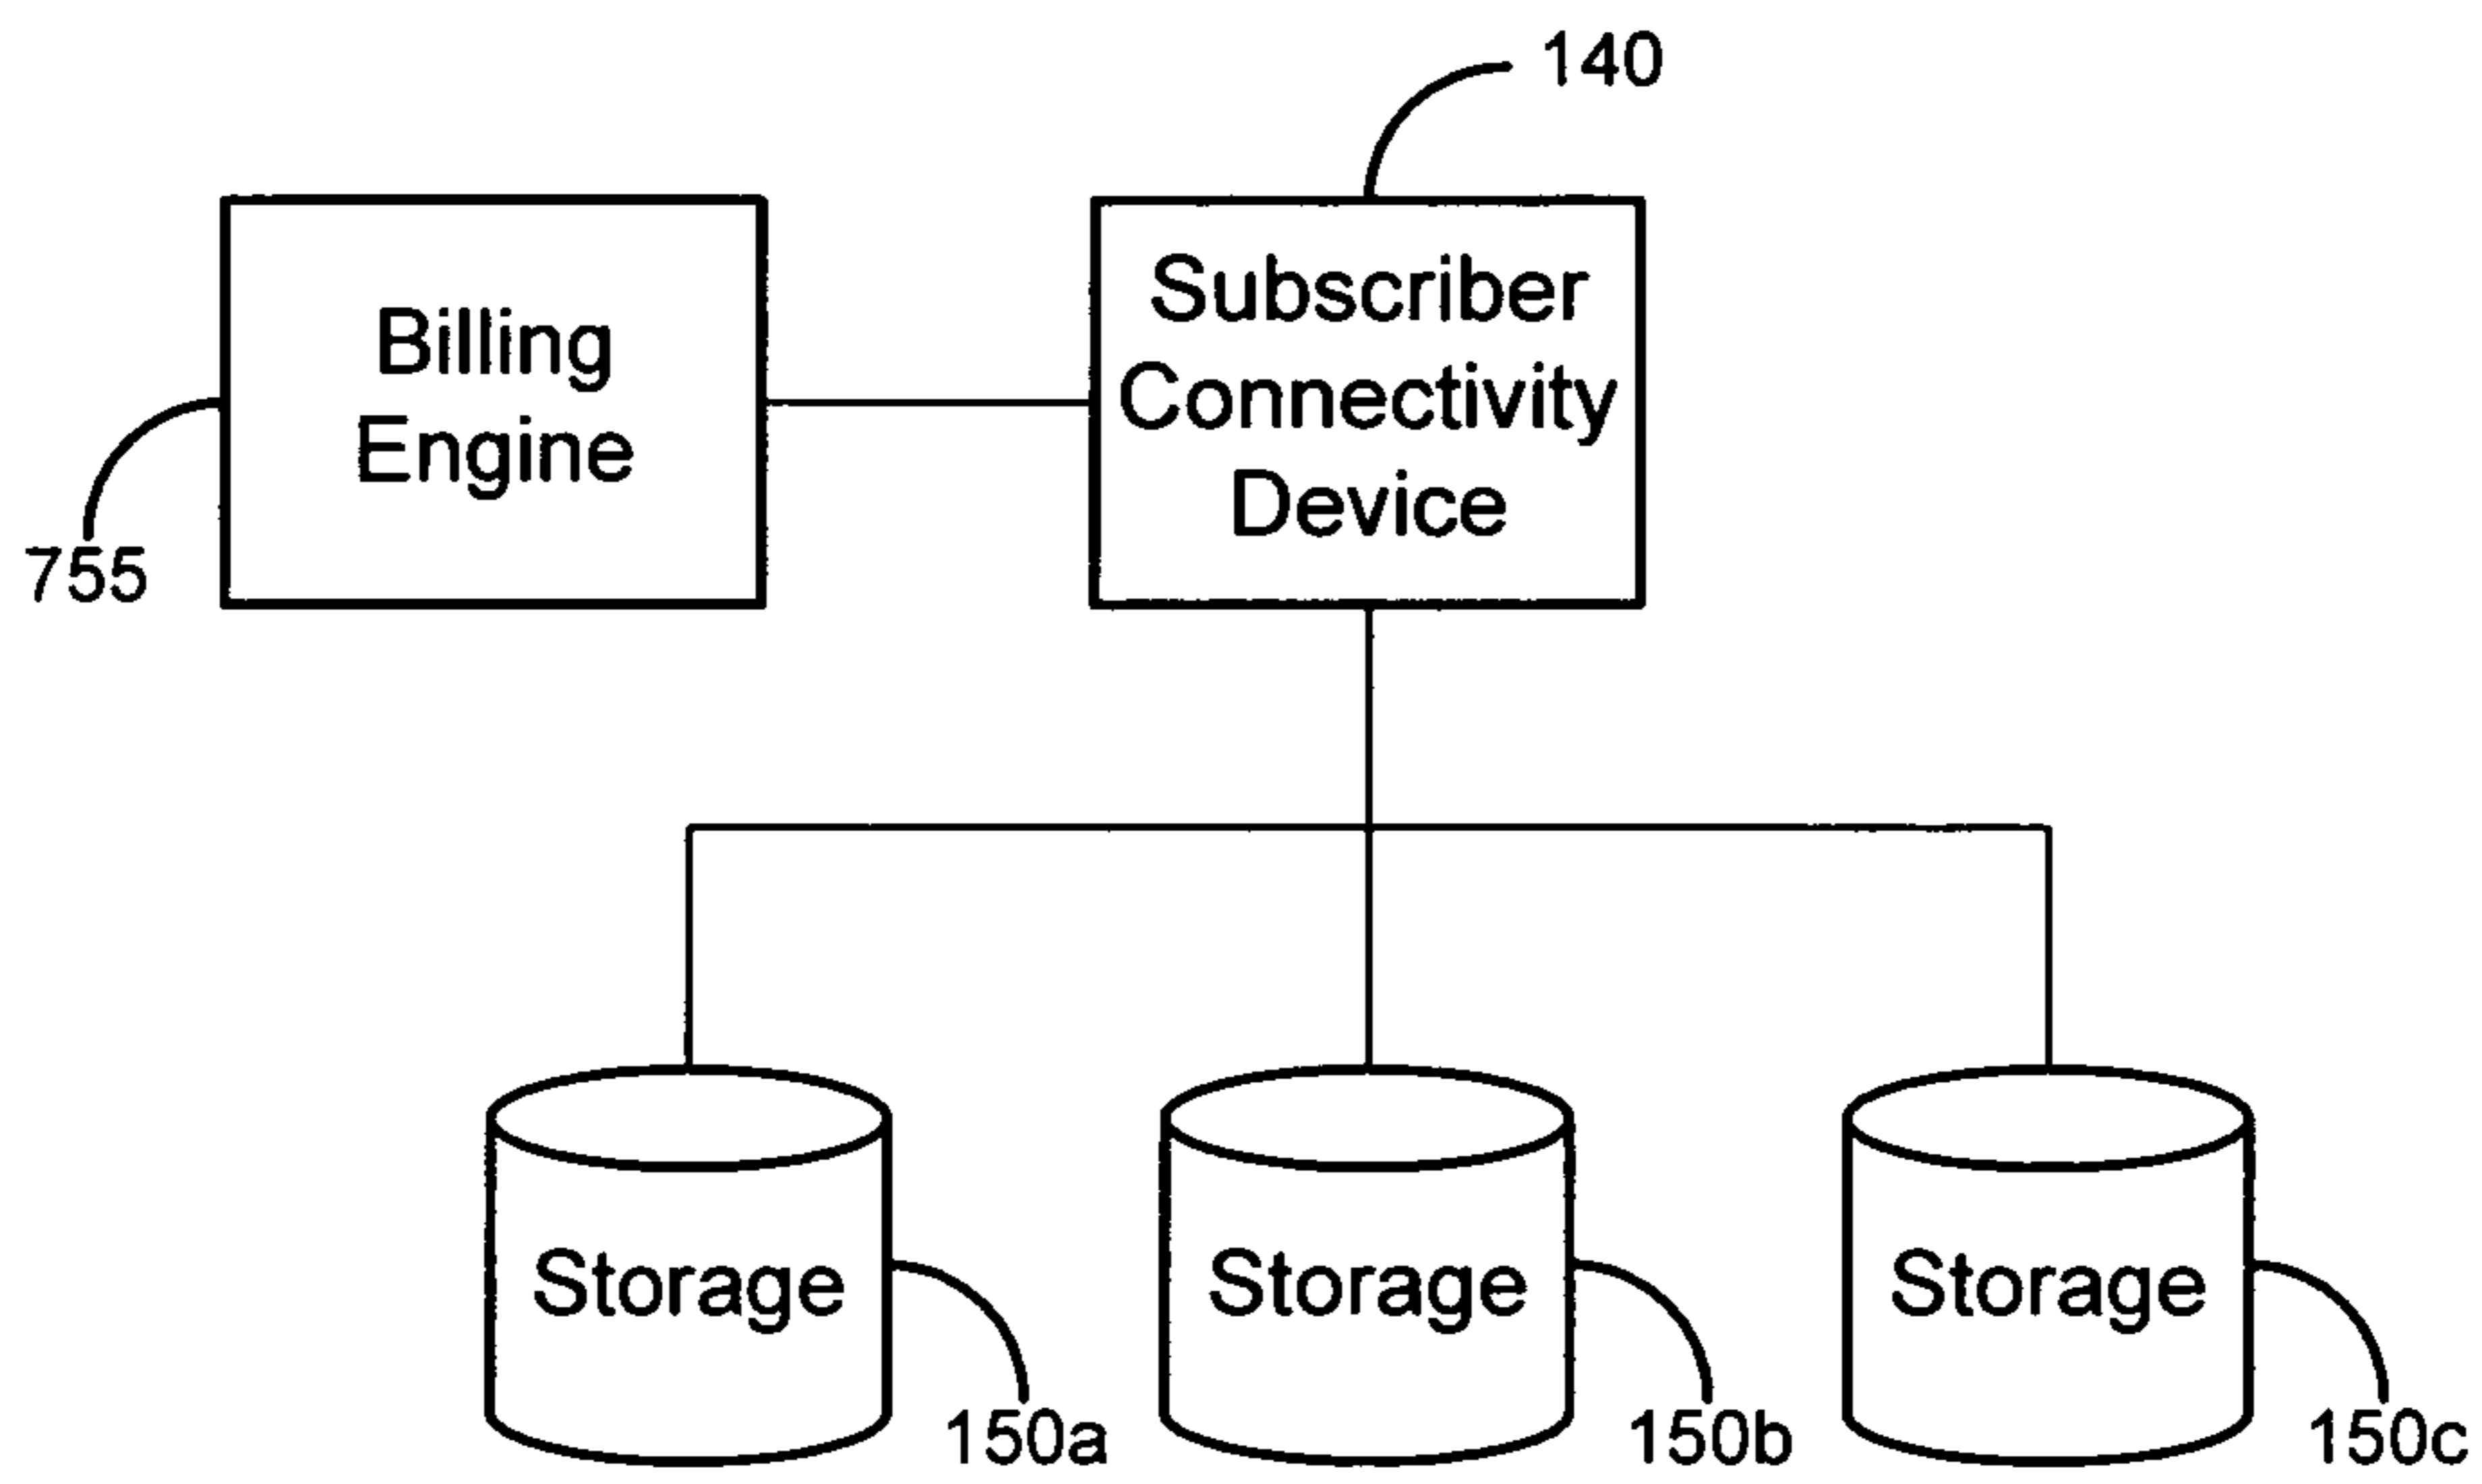 140
Billing
Engine
Subscriber
Connectivity
Device
755
Storage
Storage
Storage
150a
150b
150c